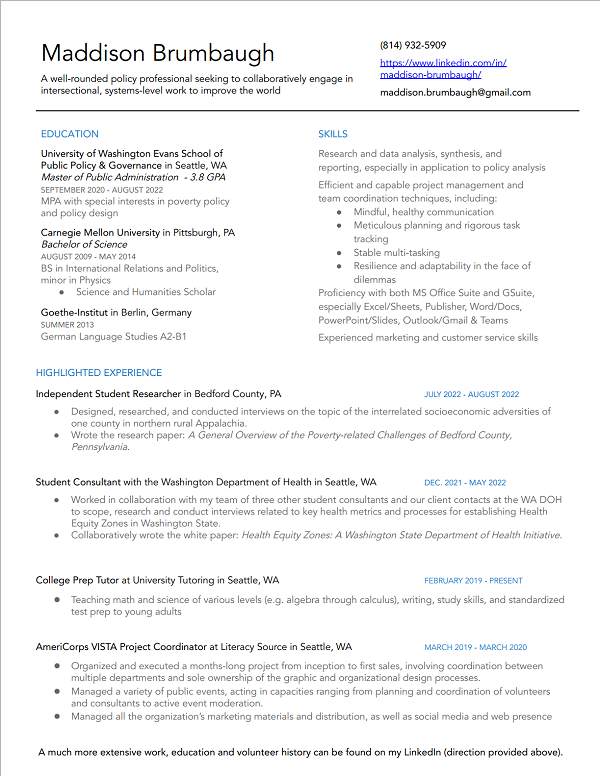 Maddison Brumbaugh
A well-rounded policy professional seeking to collaboratively engage in
intersectional, systems-level work to improve the world
(814) 932-5909
https://www.linkedin.com/in/
maddison-brumbaugh/
maddison.brumbaugh@gmail.com
EDUCATION
University of Washington Evans School of
Public Policy & Governance in Seattle, WA
Master of Public Administration - 3.8 GPA
SEPTEMBER 2020 - AUGUST 2022
MPA with special interests in poverty policy
and policy design
Carnegie Mellon University in Pittsburgh, PA
Bachelor of Science
AUGUST 2009 - MAY 2014
BS in International Relations and Politics,
minor in Physics
● Science and Humanities Scholar
Goethe-Institut in Berlin, Germany
SUMMER 2013
German Language Studies A2-B1
SKILLS
Research and data analysis, synthesis, and
reporting, especially in application to policy analysis
Efficient and capable project management and
team coordination techniques, including:
● Mindful, healthy communication
● Meticulous planning and rigorous task
tracking
● Stable multi-tasking
● Resilience and adaptability in the face of
dilemmas
Proficiency with both MS Office Suite and GSuite,
especially Excel/Sheets, Publisher, Word/Docs,
PowerPoint/Slides, Outlook/Gmail & Teams
Experienced marketing and customer service skills
HIGHLIGHTED EXPERIENCE
Independent Student Researcher in Bedford County, PA JULY 2022 - AUGUST 2022
● Designed, researched, and conducted interviews on the topic of the interrelated socioeconomic adversities of
one county in northern rural Appalachia.
● Wrote the research paper: A General Overview of the Poverty-related Challenges of Bedford County,
Pennsylvania.
Student Consultant with the Washington Department of Health in Seattle, WA DEC. 2021 - MAY 2022
● Worked in collaboration with my team of three other student consultants and our client contacts at the WA DOH
to scope, research and conduct interviews related to key health metrics and processes for establishing Health
Equity Zones in Washington State.
● Collaboratively wrote the white paper: Health Equity Zones: A Washington State Department of Health Initiative.
College Prep Tutor at University Tutoring in Seattle, WA FEBRUARY 2019 - PRESENT
● Teaching math and science of various levels (e.g. algebra through calculus), writing, study skills, and standardized
test prep to young adults
AmeriCorps VISTA Project Coordinator at Literacy Source in Seattle, WA MARCH 2019 - MARCH 2020
● Organized and executed a months-long project from inception to first sales, involving coordination between
multiple departments and sole ownership of the graphic and organizational design processes.
● Managed a variety of public events, acting in capacities ranging from planning and coordination of volunteers
and consultants to active event moderation.
● Managed all the organization's marketing materials and distribution, as well as social media and web presence
A much more extensive work, education and volunteer history can be found on my LinkedIn (direction provided above).